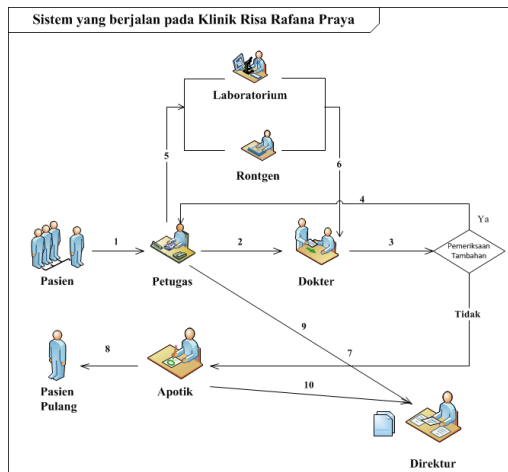 Sistem yang berjalan pada Klinik Risa Rafana Praya
Laboratorium
5
Rontgen
6
4
Ya
1
2
3
Pemeriksaan
Tambahan
Pasien
Petugas
Dokter
Tidak
9
7
8
10
Pasien
Pulang
Apotik
Direktur